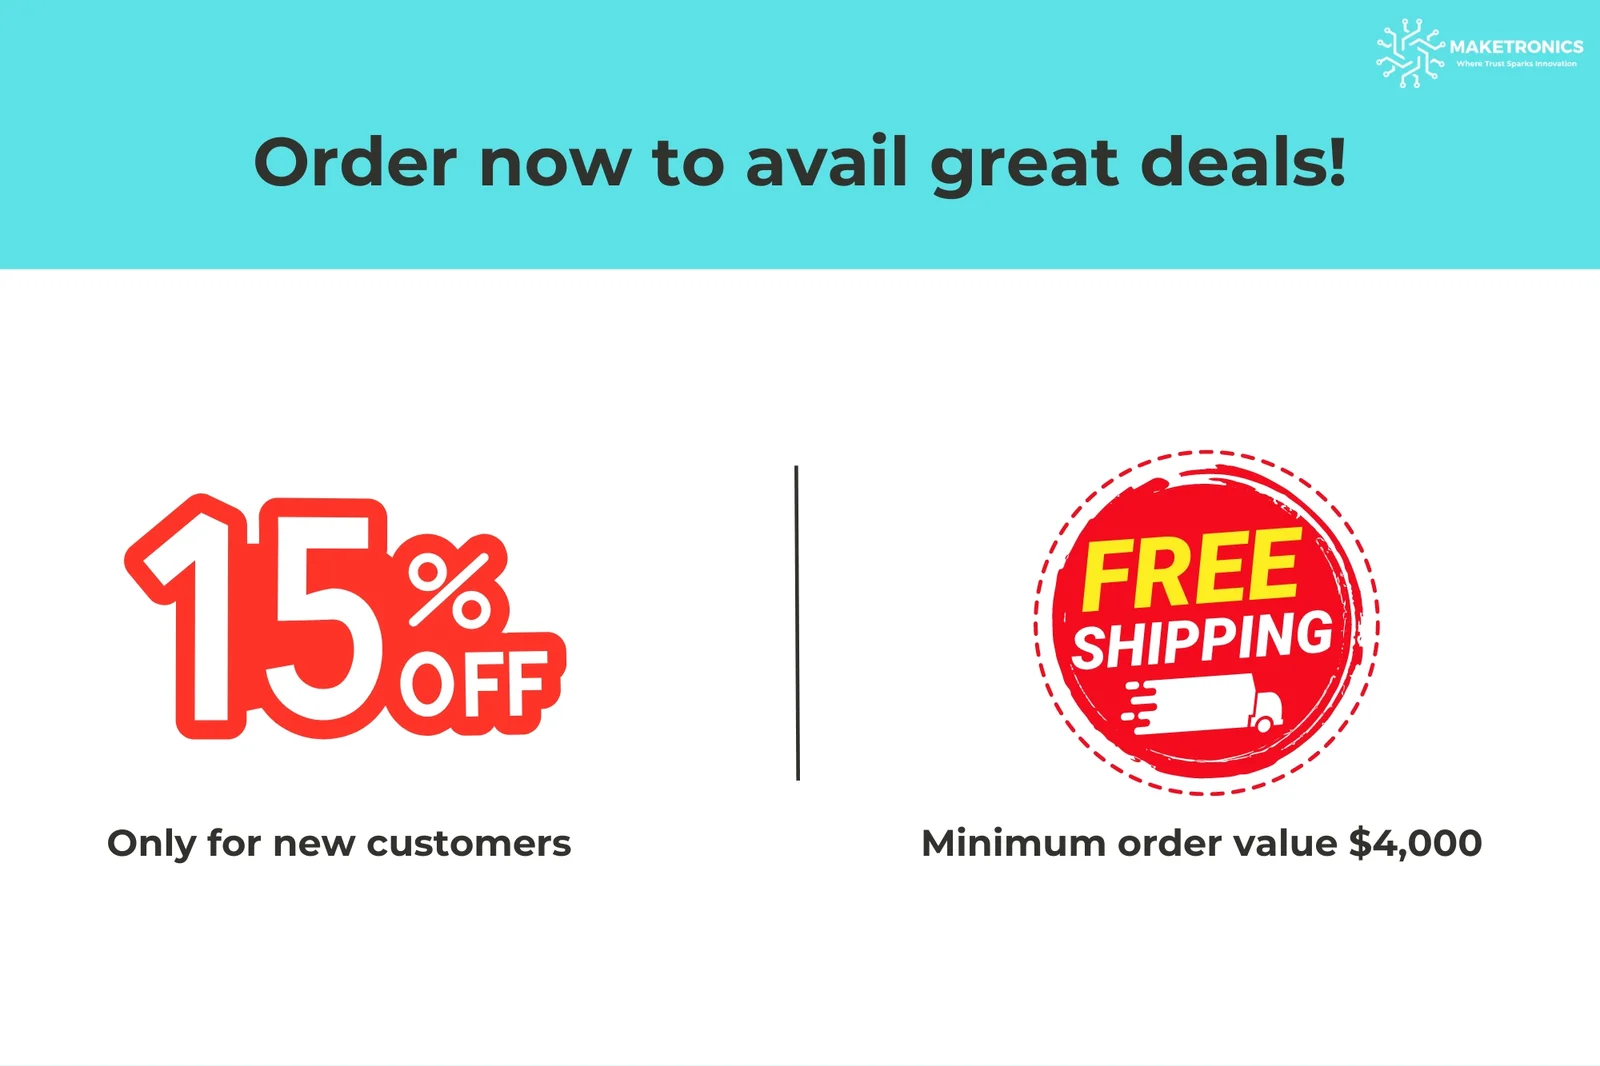 MAKETRONICS
Where Trust Sparks Innovation
Order now to avail great deals!
15% OFF
Only for new customers
FREE
SHIPPING
Minimum order value $4,000